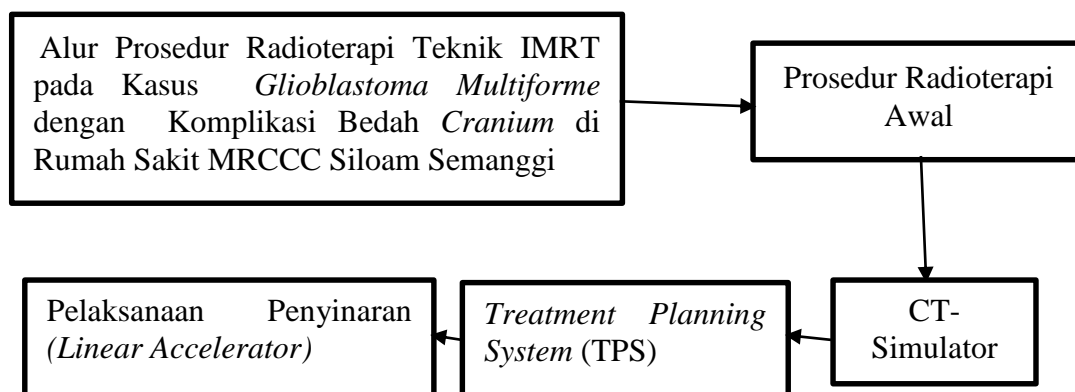 Alur Prosedur Radioterapi Teknik IMRT
pada Kasus Glioblastoma Multiforme
dengan Komplikasi Bedah Cranium di
Rumah Sakit MRCCC Siloam Semanggi
Prosedur Radioterapi
Awal
CT-
Simulator
Treatment Planning
System (TPS)
Pelaksanaan Penyinaran
(Linear Accelerator)